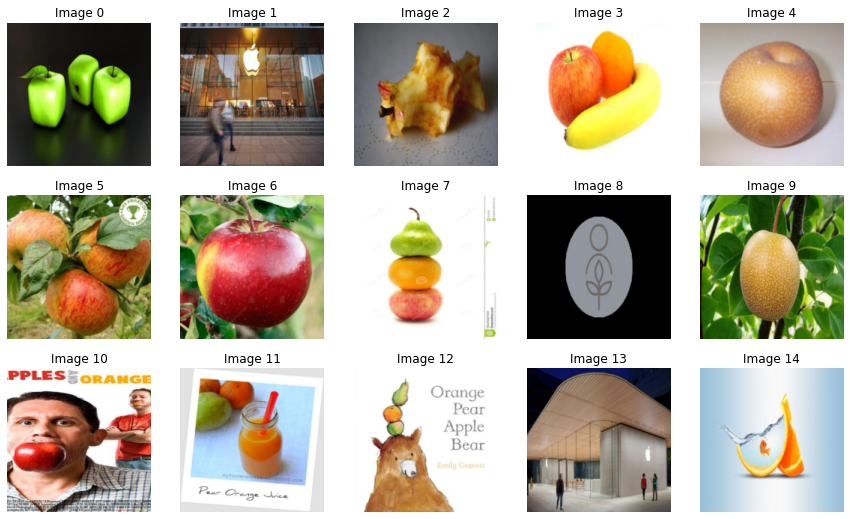 Image 0
Image 1
Image 2
Image 3
Image 4
Image 5
Image 6
Image 7
Image 8
Image 9
Image 10
Image 11
Image 12
Image 13
Image 14
PPLES AND ORANGE
Pear Orange Juice
Orange
Pear
Apple
Bear
Emily Gravett